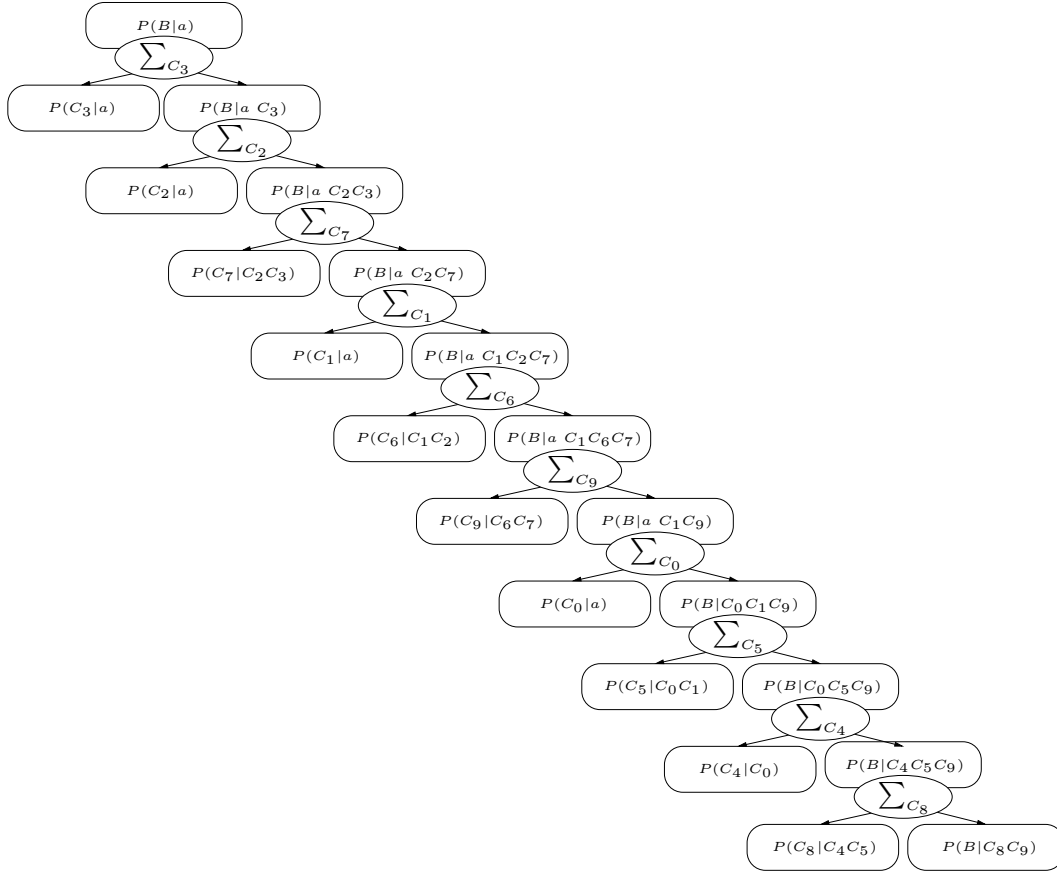 P(B|a)
∑C₃
P(C₃|a)
P(B|a C₃)
∑C₂
P(C₂|a)
P(B|a C₂C₃)
∑C₇
P(C₇|C₂C₃)
P(B|a C₂C₇)
∑C₁
P(C₁|a)
P(B|a C₁C₂C₇)
∑C₆
P(C₆|C₁C₂)
P(B|a C₁C₆C₇)
∑C₉
P(C₉|C₆C₇)
P(B|a C₁C₉)
∑C₀
P(C₀|a)
P(B|C₀C₁C₉)
∑C₅
P(C₅|C₀C₁)
P(B|C₀C₅C₉)
∑C₄
P(C₄|C₀)
P(B|C₄C₅C₉)
∑C₈
P(C₈|C₄C₅)
P(B|C₈C₉)